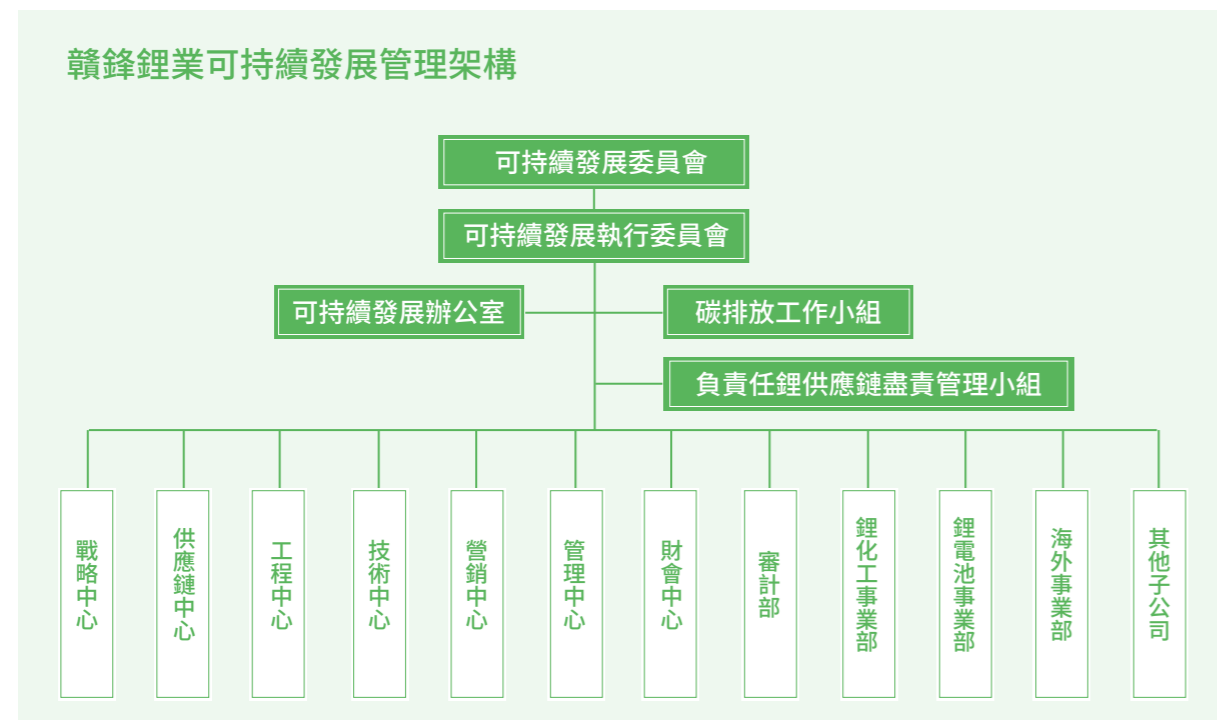 贛鋒鋰業可持續發展管理架構
可持續發展委員會
可持續發展執行委員會
可持續發展辦公室
碳排放工作小組
負責任鋰供應鏈盡責管理小組
戰略中心
供應鏈中心
工程中心
技術中心
營銷中心
管理中心
財會中心
審計部
鋰化工事業部
鋰電池事業部
海外事業部
其他子公司